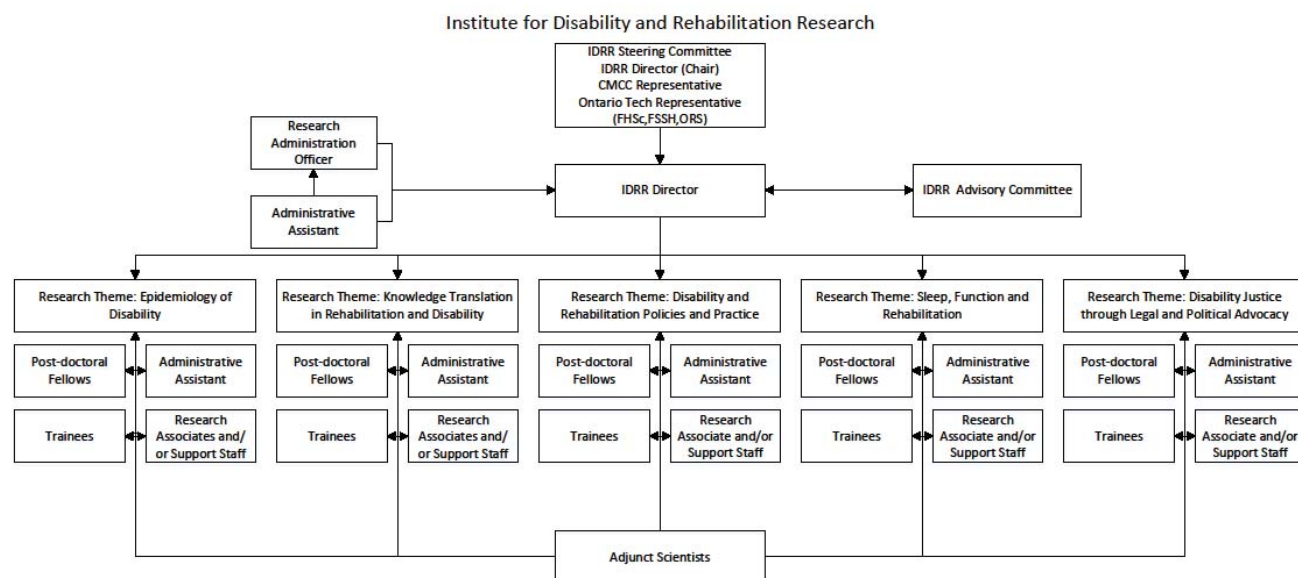 Institute for Disability and Rehabilitation Research
IDRR Steering Committee
IDRR Director (Chair)
CMCC Representative
Ontario Tech Representative
(FHSc,FSSH,ORS)
Research
Administration
Officer
Administrative
Assistant
IDRR Director
IDRR Advisory Committee
Research Theme: Epidemiology of
Disability
Research Theme: Knowledge Translation
in Rehabilitation and Disability
Research Theme: Disability and
Rehabilitation Policies and Practice
Research Theme: Sleep, Function and
Rehabilitation
Research Theme: Disability Justice
through Legal and Political Advocacy
Post-doctoral
Fellows
Administrative
Assistant
Post-doctoral
Fellows
Administrative
Assistant
Post-doctoral
Fellows
Administrative
Assistant
Post-doctoral
Fellows
Administrative
Assistant
Post-doctoral
Fellows
Administrative
Assistant
Trainees
Research
Associates and/
or Support Staff
Trainees
Research
Associates and/
or Support Staff
Trainees
Research
Associate and/or
Support Staff
Trainees
Research
Associate and/or
Support Staff
Trainees
Research
Associate and/or
Support Staff
Adjunct Scientists